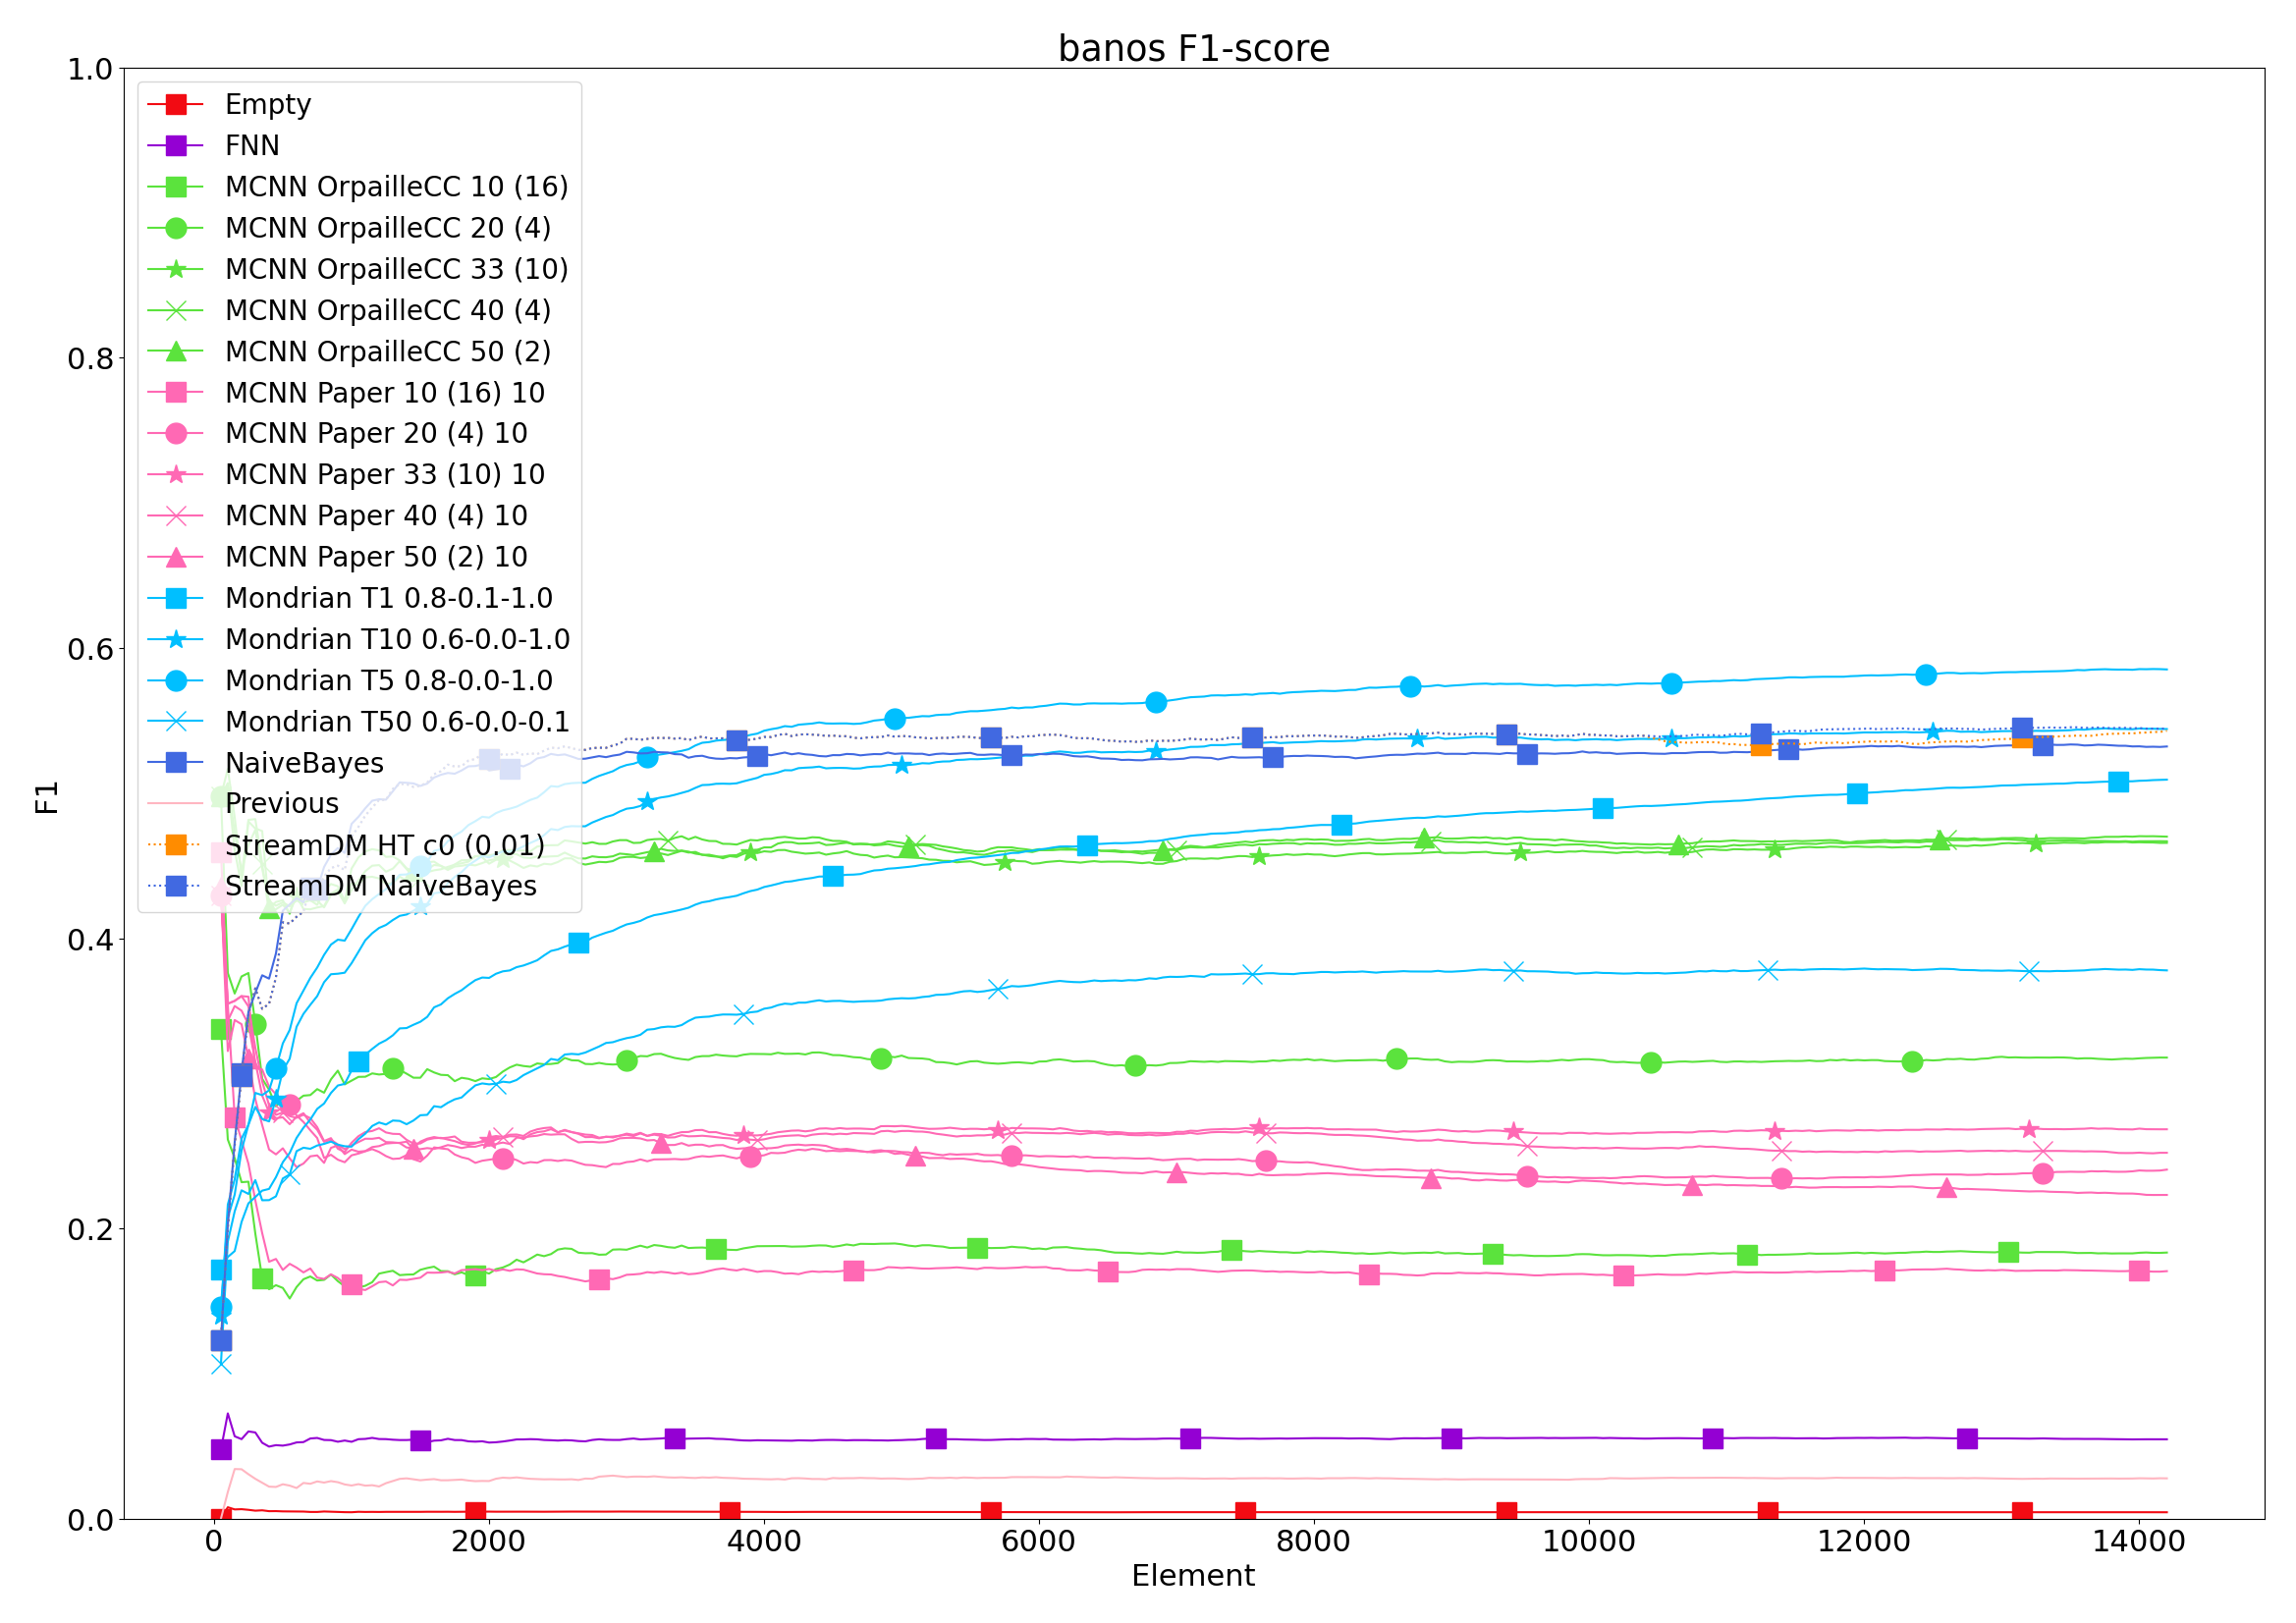 banos F1-score
1.0
0.8
0.6
0.4
0.2
0.0
F1
Empty
FNN
MCNN OrpailleCC 10 (16)
MCNN OrpailleCC 20 (4)
MCNN OrpailleCC 33 (10)
MCNN OrpailleCC 40 (4)
MCNN OrpailleCC 50 (2)
MCNN Paper 10 (16) 10
MCNN Paper 20 (4) 10
MCNN Paper 33 (10) 10
MCNN Paper 40 (4) 10
MCNN Paper 50 (2) 10
Mondrian T1 0.8-0.1-1.0
Mondrian T10 0.6-0.0-1.0
Mondrian T5 0.8-0.0-1.0
Mondrian T50 0.6-0.0-0.1
NaiveBayes
Previous
StreamDM HT c0 (0.01)
StreamDM NaiveBayes
0 2000 4000 6000 8000 10000 12000 14000
Element